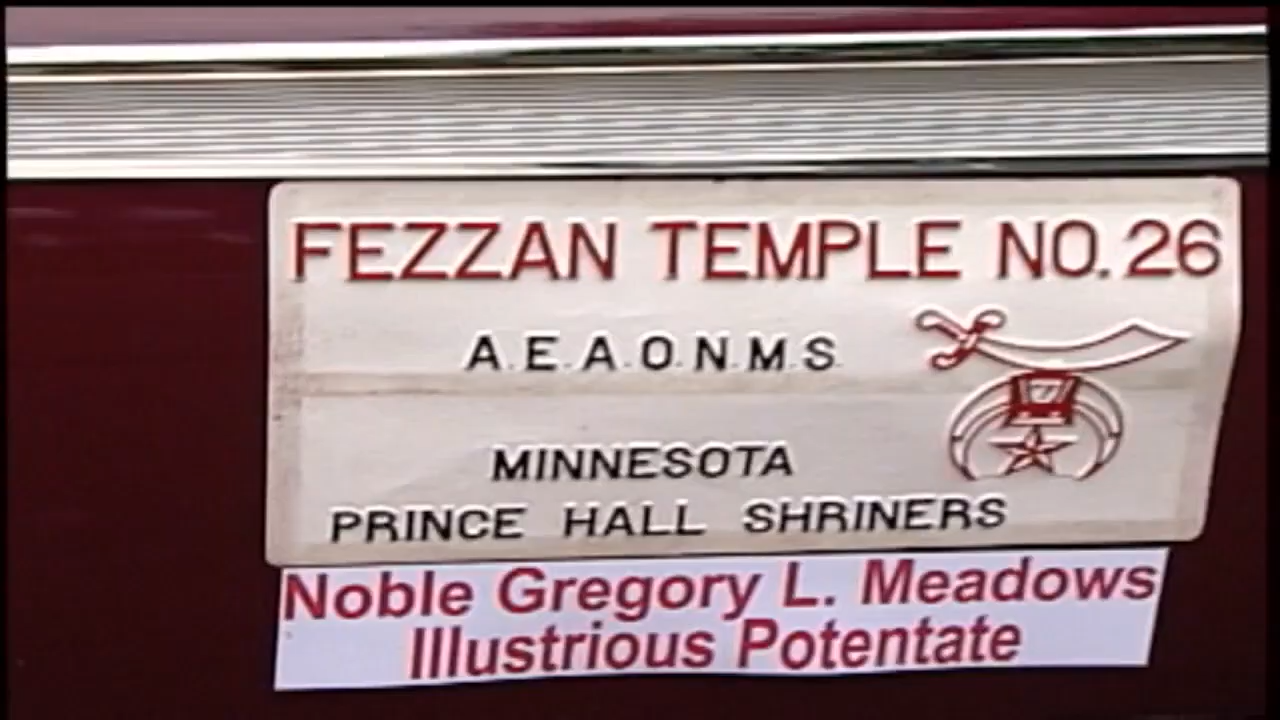 FEZZAN TEMPLE NO. 26
A.E.A.O.N.M.S.
MINNESOTA
PRINCE HALL SHRINERS
Noble Gregory L. Meadows
Illustrious Potentate